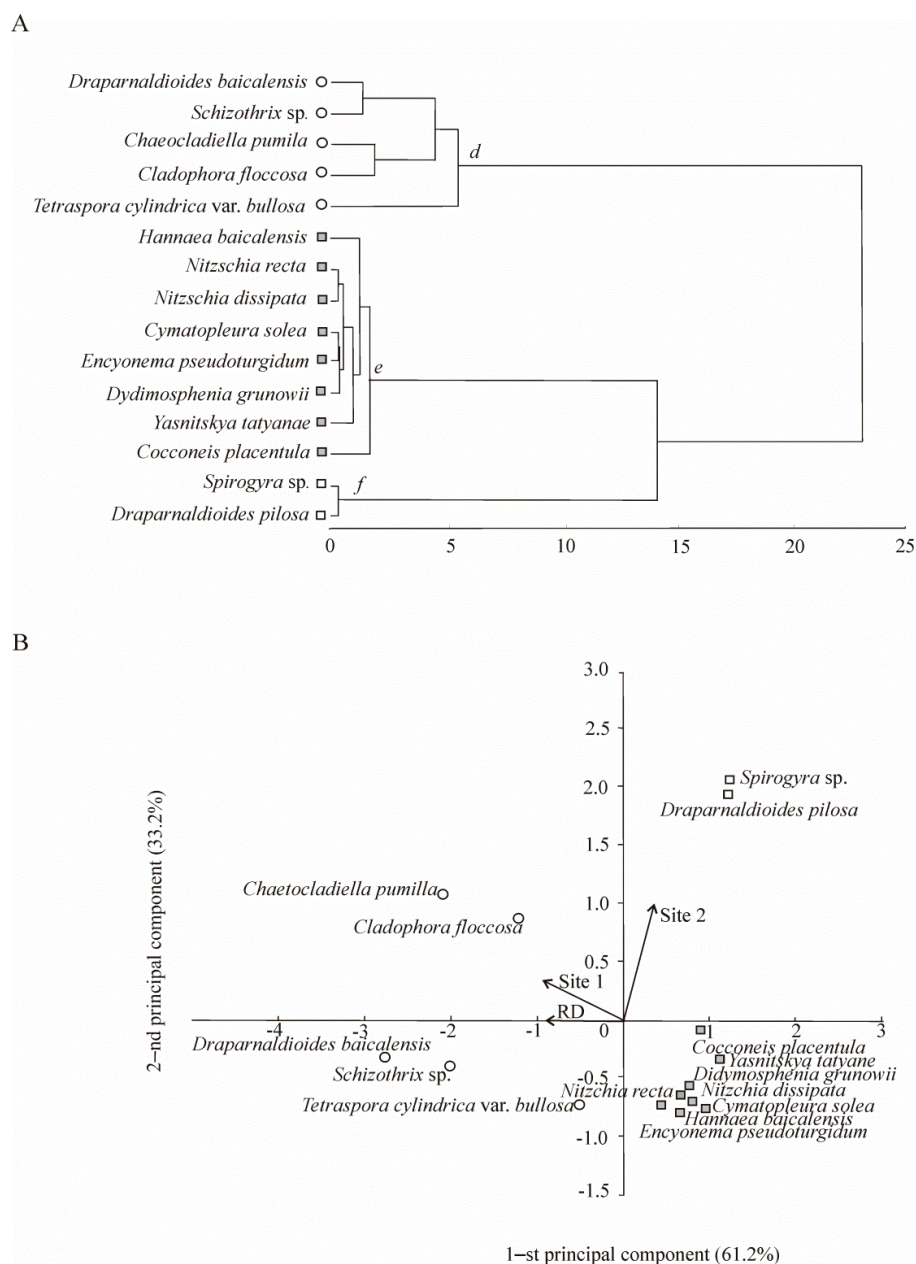 A
Draparnaldioides baicalensis
Schizothrix sp.
Chaeocladiella pumila
d
Cladophora floccosa
Tetraspora cylindrica var. bullosa
Hannaea baicalensis
Nitzschia recta
Nitzschia dissipata
Cymatopleura solea
Encyonema pseudoturgidum
e
Dydimosphenia grunowii
Yasnitskya tatyanae
Cocconeis placentula
Spirogyra sp.
f
Draparnaldioides pilosa
0 5 10 15 20 25
B
3.0
2.5
2.0
Spirogyra sp.
Draparnaldioides pilosa
1.5
Chaetocladiella pumilla
1.0
Site 2
Cladophora floccosa
0.5
Site 1
RD
-4 -3 -2 -1 0 1 2 3
Draparnaldioides baicalensis
Cocconeis placentula
Yasnitskya tatyane
Schizothrix sp.
-0.5
Didymosphenia grunowii
Nitzchia recta
Nitzchia dissipata
Tetraspora cylindrica var. bullosa
Cymatopleura solea
Hannaea baicalensis
-1.0
Encyonema pseudoturgidum
-1.5
2–nd principal component (33.2%)
1–st principal component (61.2%)